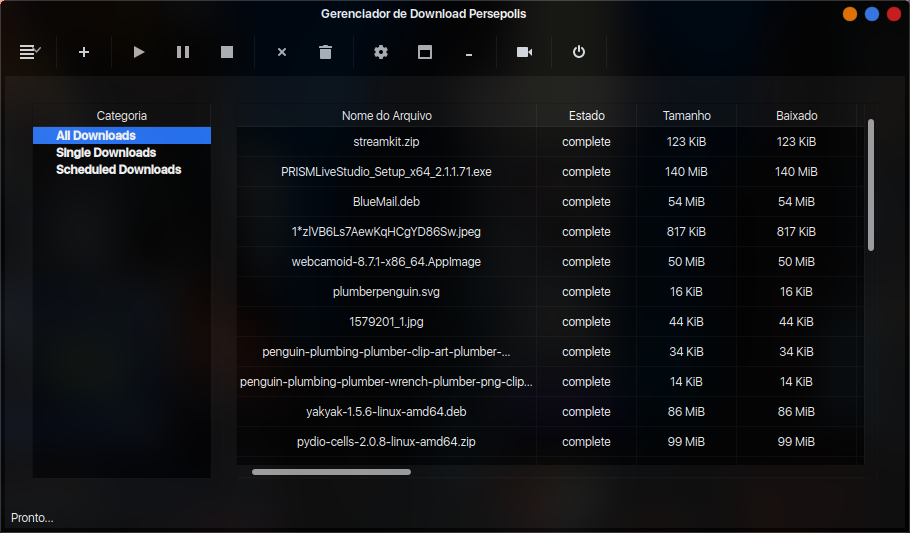 Gerenciador de Download Persepolis
Categoria
All Downloads
Single Downloads
Scheduled Downloads
Nome do Arquivo Estado Tamanho Baixado
streamkit.zip complete 123 KiB 123 KiB
PRISMLiveStudio_Setup_x64_2.1.1.71.exe complete 140 MiB 140 MiB
BlueMail.deb complete 54 MiB 54 MiB
1*zlVB6Ls7AewKqHCgYD86Sw.jpeg complete 817 KiB 817 KiB
webcamoid-8.7.1-x86_64.AppImage complete 50 MiB 50 MiB
plumberpenguin.svg complete 16 KiB 16 KiB
1579201_1.jpg complete 44 KiB 44 KiB
penguin-plumbing-plumber-clip-art-plumber-... complete 34 KiB 34 KiB
penguin-plumbing-plumber-wrench-plumber-png-clip... complete 14 KiB 14 KiB
yakyak-1.5.6-linux-amd64.deb complete 86 MiB 86 MiB
pydio-cells-2.0.8-linux-amd64.zip complete 99 MiB 99 MiB
Pronto...